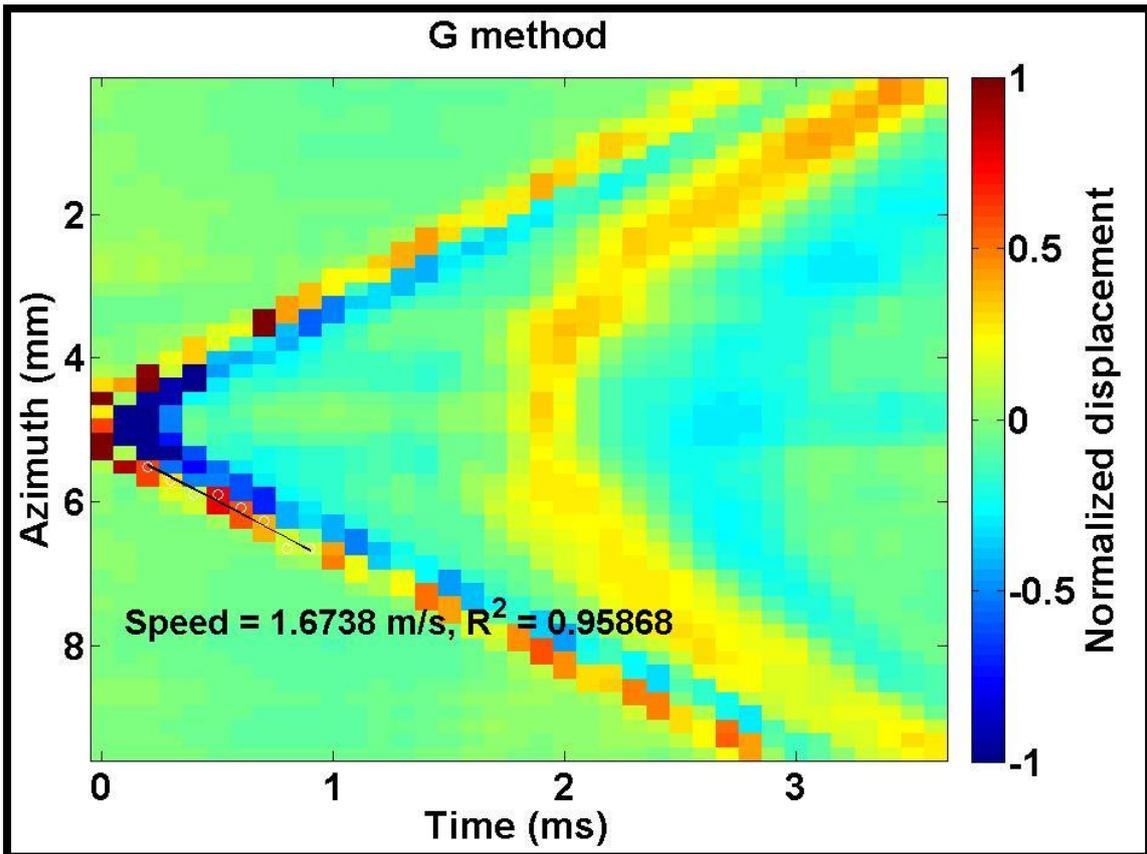 G method
1
0.5
0
-0.5
-1
Normalized displacement
Azimuth (mm)
2
4
6
8
Speed = 1.6738 m/s, R² = 0.95868
0 1 2 3
Time (ms)